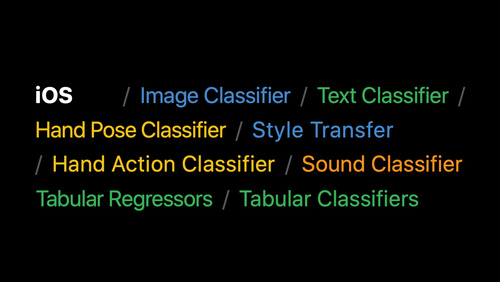 iOS / Image Classifier / Text Classifier /
Hand Pose Classifier / Style Transfer
/ Hand Action Classifier / Sound Classifier
Tabular Regressors / Tabular Classifiers